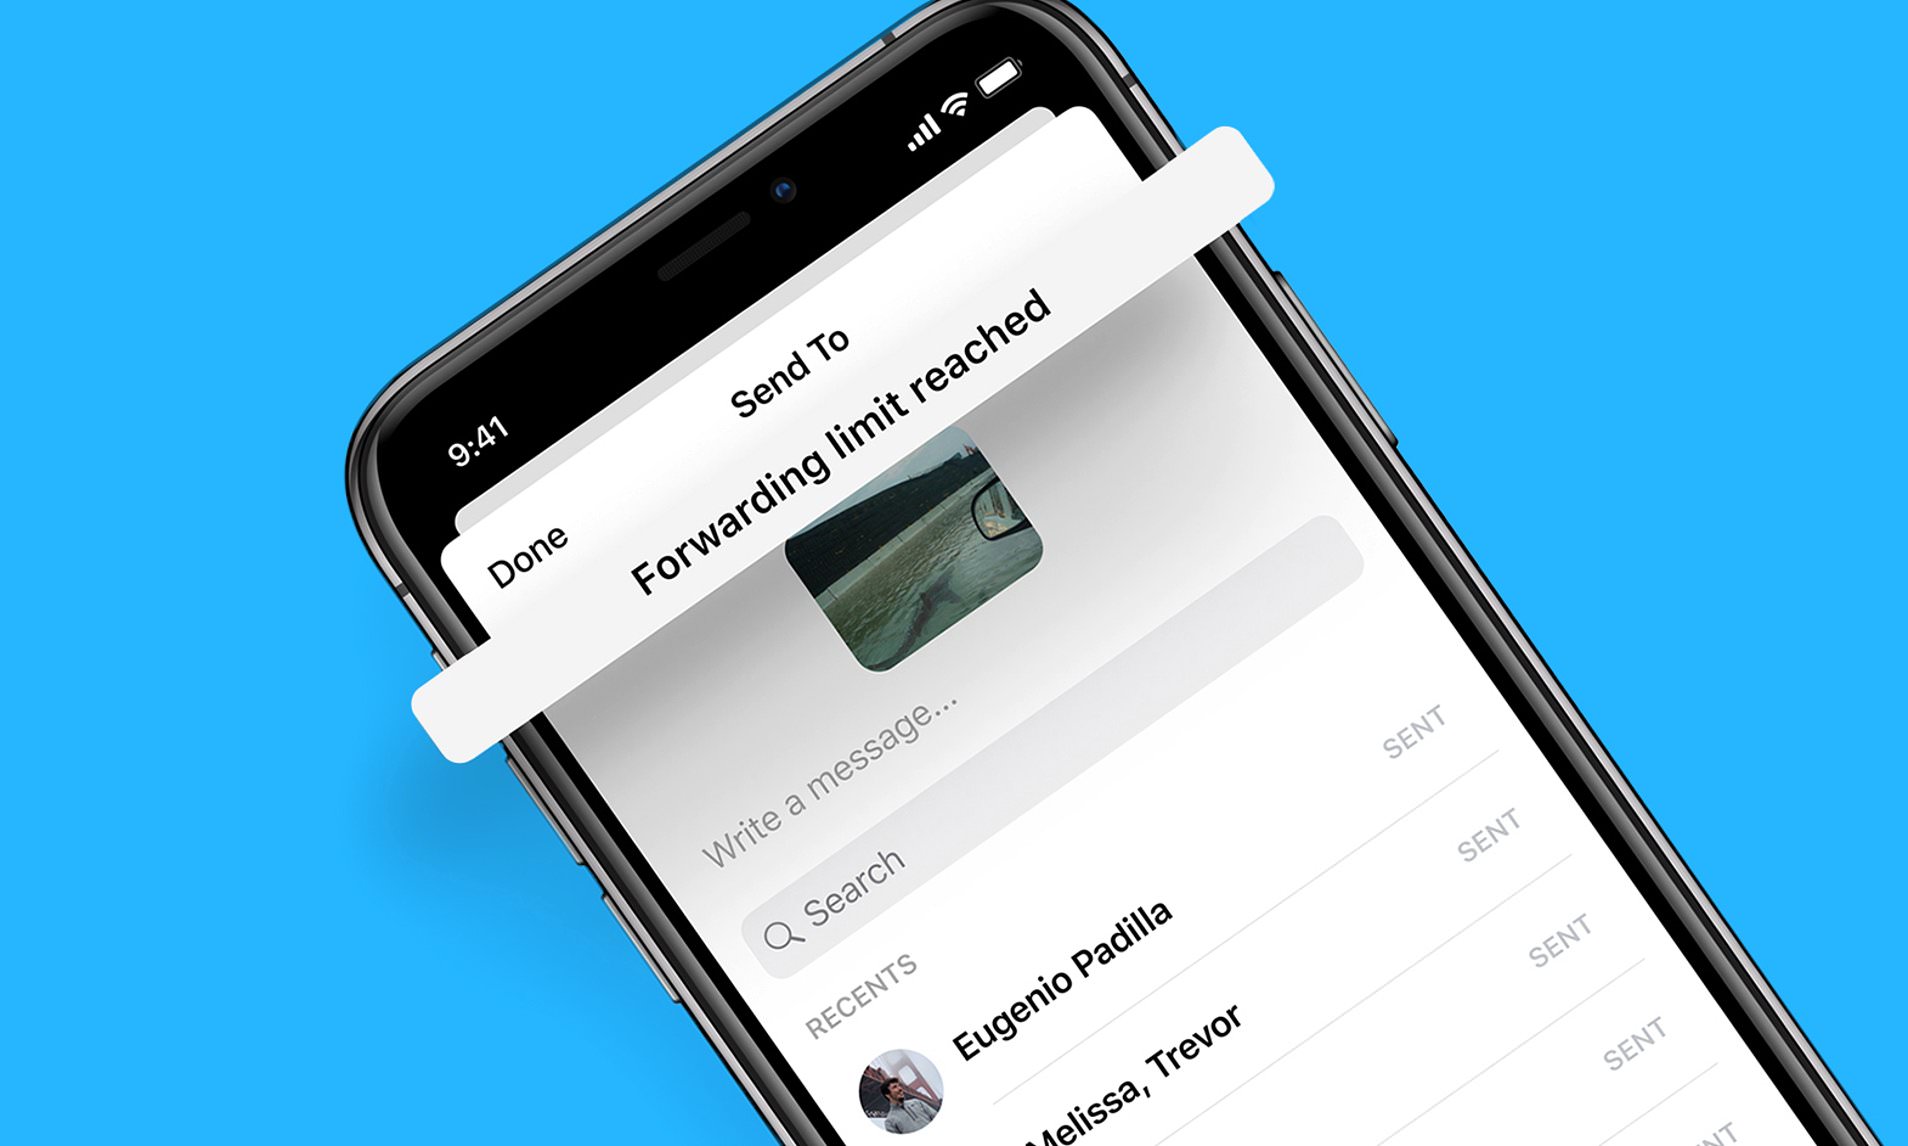 9:41
Send To
Done
Forwarding limit reached
Write a message...
Search
RECENTS
Eugenio Padilla
SENT
Melissa, Trevor
SENT
SENT
SENT